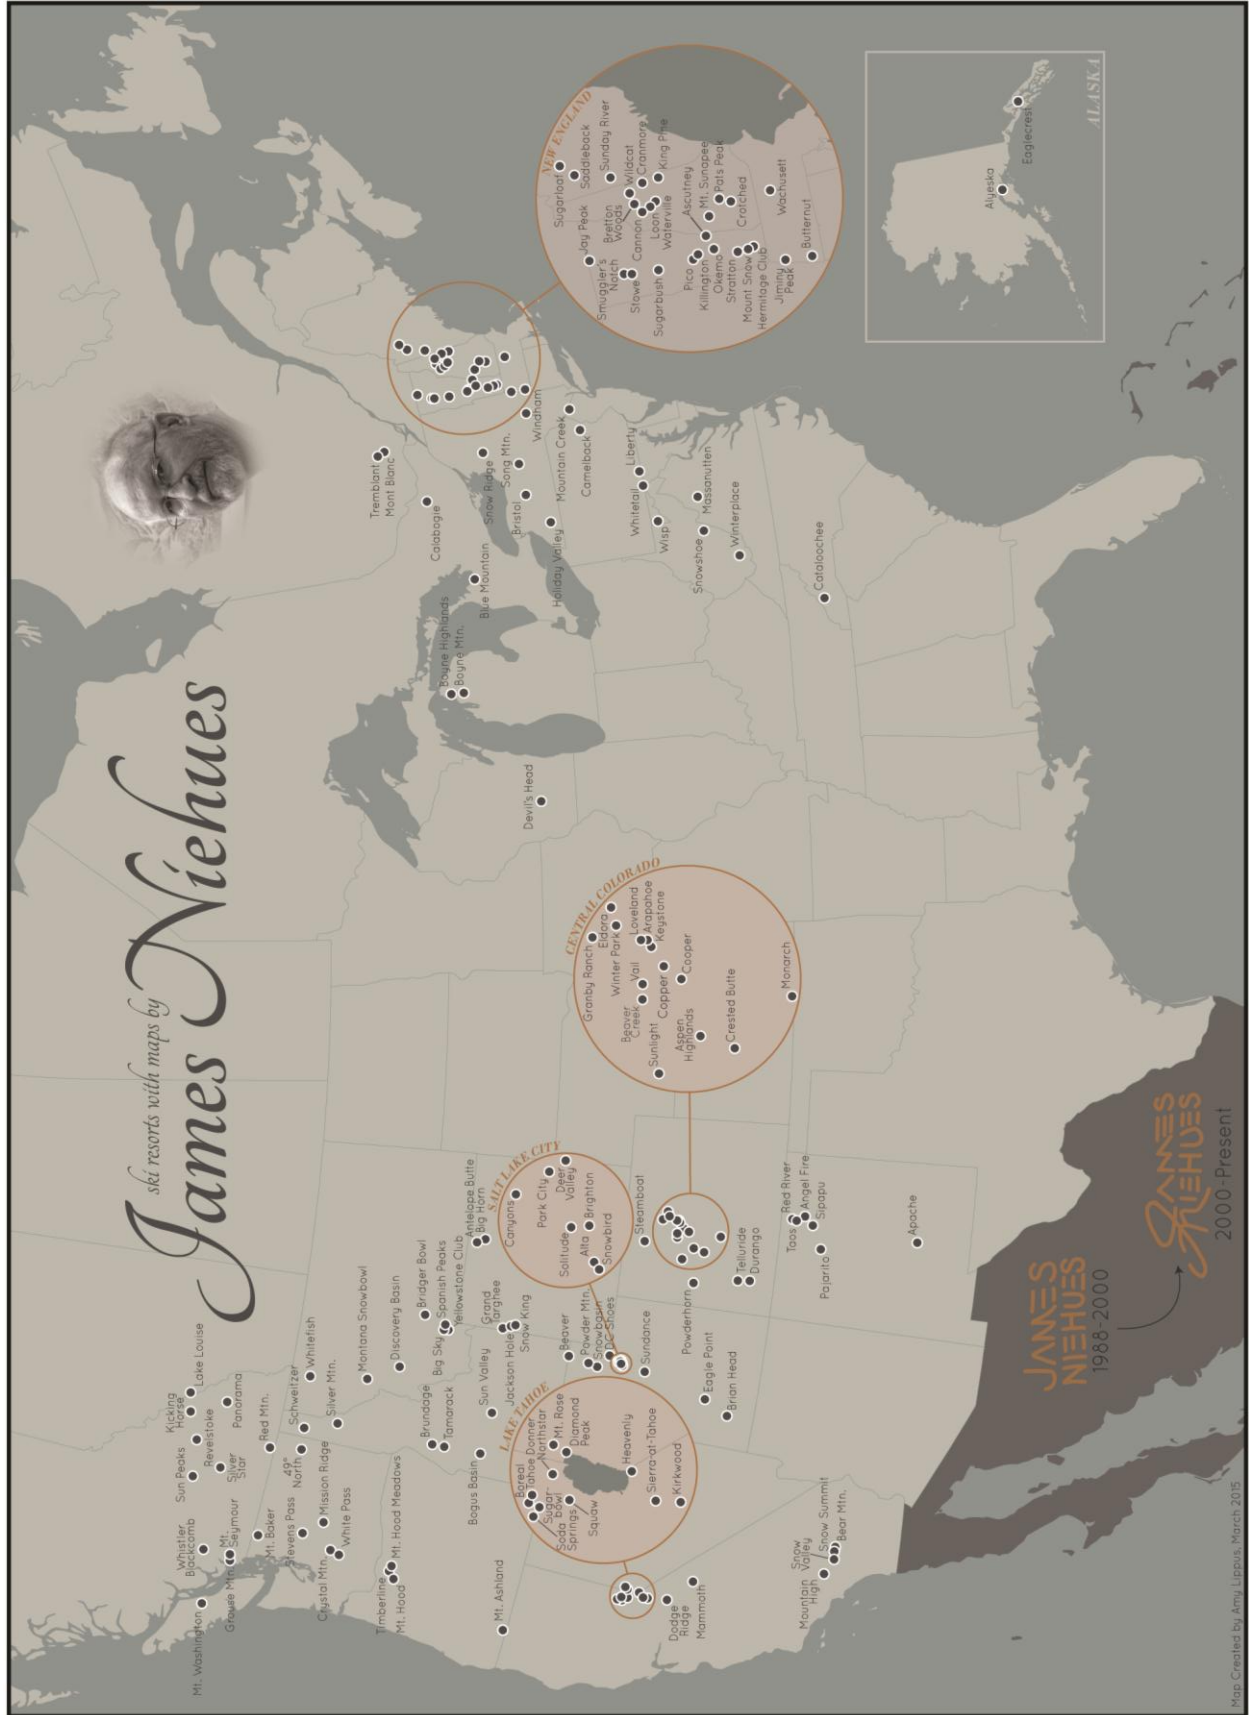 ski resorts with maps by
James Niehues
Mt. Washington
Whistler
Blackcomb
Grouse Mtn.
Mt.
Seymour
Sun Peaks
Silver
Star
Revelstoke
Kicking
Horse
Lake Louise
Panorama
Red Mtn.
Mt. Baker
Stevens Pass
49°
North
Schweitzer
Whitefish
Mission Ridge
Silver Mtn.
Crystal Mtn.
White Pass
Montana Snowbowl
Discovery Basin
Timberline
Mt. Hood Meadows
Mt. Hood
Brundage
Tamarack
Bridger Bowl
Big Sky
Spanish Peaks
Yellowstone Club
Antelope Butte
Big Horn
Bogus Basin
Sun Valley
Grand
Targhee
Jackson Hole
Snow King
Mt. Ashland
LAKE TAHOE
Boreal
Tahoe Donner
Northstar
Mt. Rose
Diamond
Peak
Sugar-
bowl
Soda
Springs
Squaw
Heavenly
Sierra-at-Tahoe
Kirkwood
Dodge
Ridge
Mammoth
Mountain
High
Snow
Valley
Snow Summit
Bear Mtn.
SALT LAKE CITY
Canyons
Park City
Deer
Valley
Solitude
Brighton
Alta
Snowbird
Beaver
Powder Mtn.
Snowbasin
DC Shoes
Sundance
Eagle Point
Brian Head
Steamboat
Powderhorn
Telluride
Durango
Taos
Red River
Angel Fire
Sipapu
Pajarito
Apache
CENTRAL COLORADO
Granby Ranch
Eldora
Winter Park
Loveland
Arapahoe
Keystone
Vail
Beaver
Creek
Copper
Cooper
Sunlight
Aspen
Highlands
Crested Butte
Monarch
Devil's Head
Boyne Highlands
Boyne Mtn.
Blue Mountain
Tremblant
Mont Blanc
Calabogie
Snow Ridge
Song Mtn.
Bristol
Holiday Valley
Windham
Mountain Creek
Camelback
Liberty
Whitetail
Wisp
Massanutten
Snowshoe
Winterplace
Cataloochee
NEW ENGLAND
Sugarloaf
Saddleback
Sunday River
Jay Peak
Smuggler's
Notch
Stowe
Sugarbush
Bretton
Woods
Wildcat
Cannon
Cranmore
Loon
Waterville
King Pine
Ascutney
Mt. Sunapee
Pats Peak
Crotched
Pico
Killington
Okemo
Stratton
Mount Snow
Hermitage Club
Wachusett
Jiminy
Peak
Butternut
ALASKA
Alyeska
Eaglecrest
JAMES
NIEHUES
1988-2000
JAMES
NIEHUES
2000-Present
Map Created by Amy Lippus, March 2015